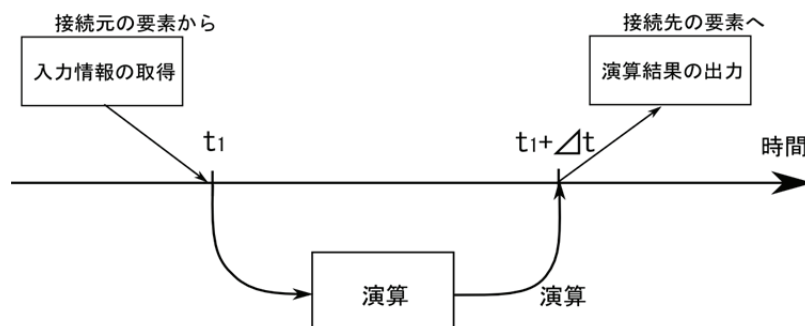 接続元の要素から
入力情報の取得
接続先の要素へ
演算結果の出力
t1
t1+⊿t
時間
演算
演算